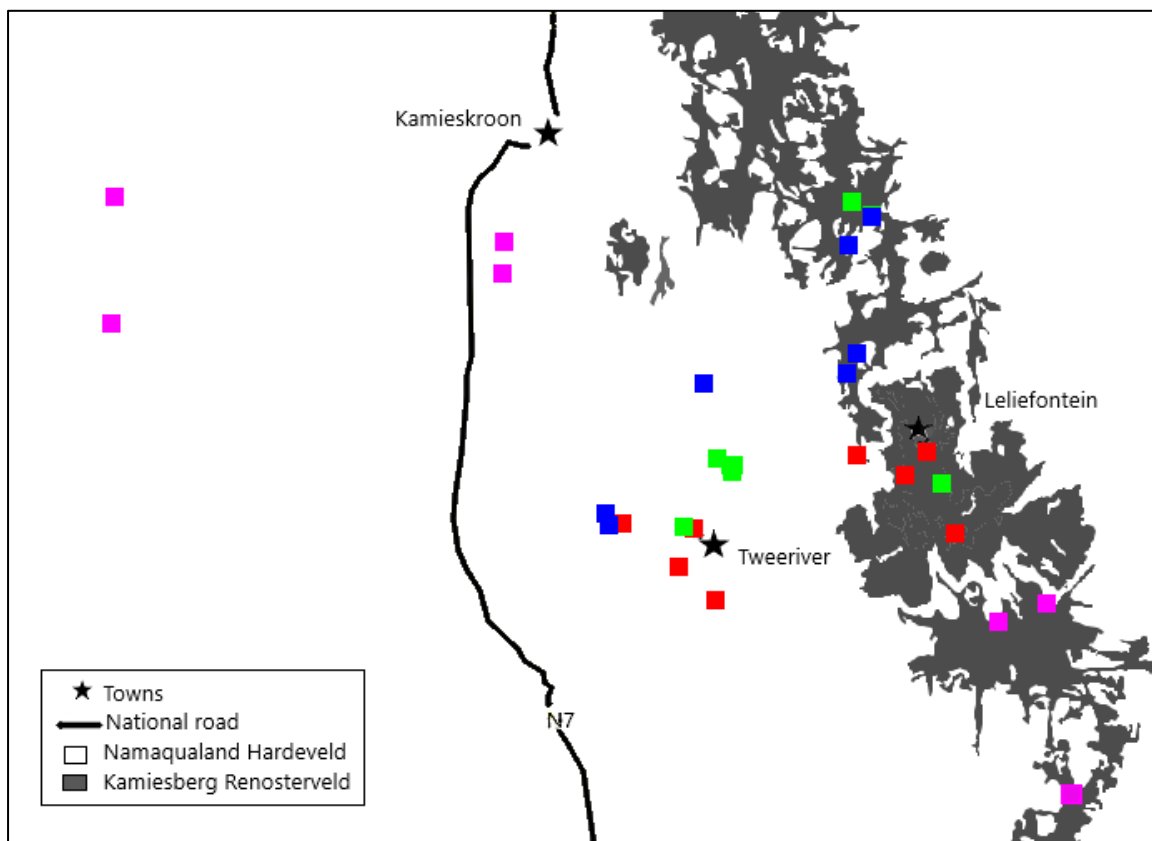 Kamieskroon
Leliefontein
Tweeriver
N7
Towns
National road
Namaqualand Hardeveld
Kamiesberg Renosterveld